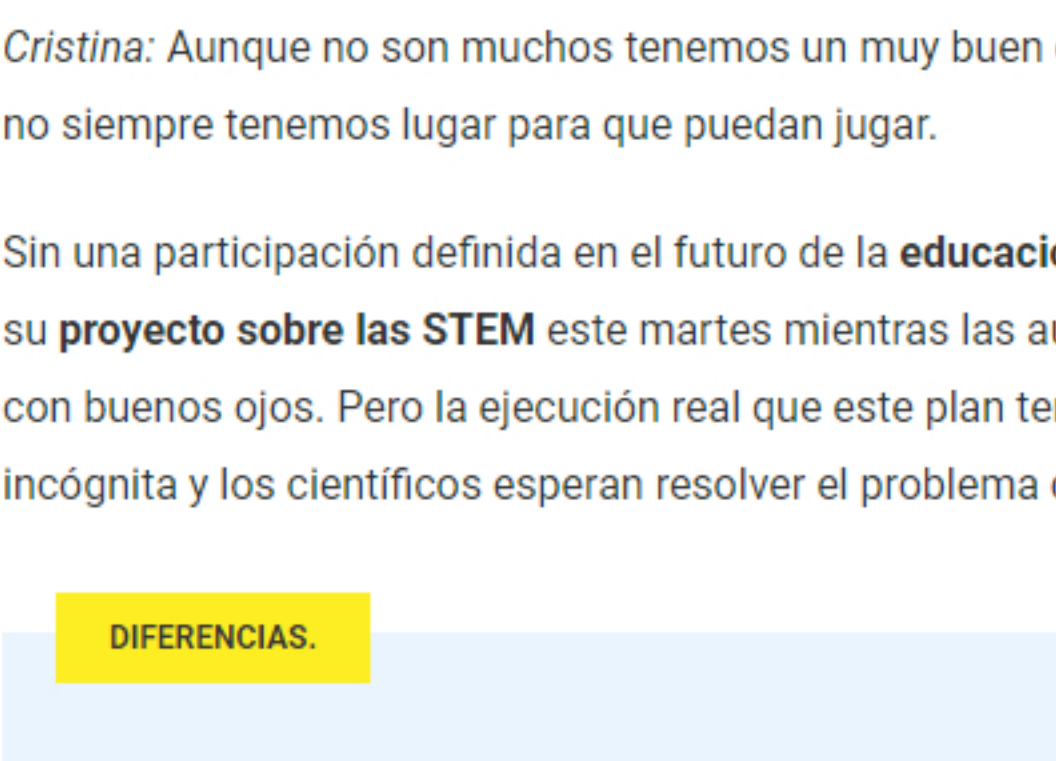 Cristina: Aunque no son muchos tenemos un muy buen
no siempre tenemos lugar para que puedan jugar.
Sin una participación definida en el futuro de la
su proyecto sobre las STEM este martes mientras las
con buenos ojos. Pero la ejecución real que este plan
incógnita y los científicos esperan resolver el problema
DIFERENCIAS.